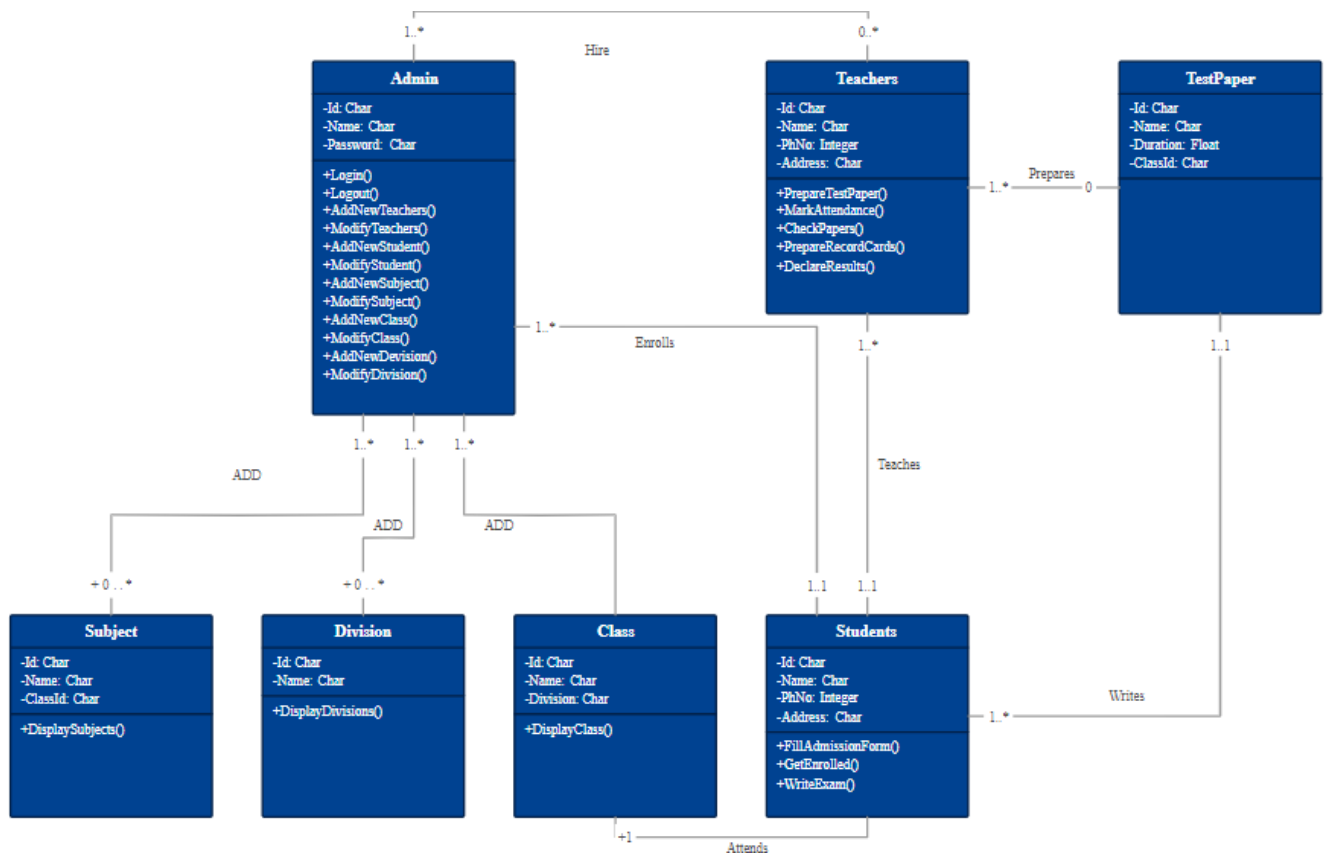 1..*
0..*
Hire
Admin
-Id: Char
-Name: Char
-Password: Char
+Login()
+Logout()
+AddNewTeachers()
+ModifyTeachers()
+AddNewStudent()
+ModifyStudent()
+AddNewSubject()
+ModifySubject()
+AddNewClass()
+ModifyClass()
+AddNewDevision()
+ModifyDivision()
Teachers
-Id: Char
-Name: Char
-PhNo: Integer
-Address: Char
+PrepareTestPaper()
+MarkAttendance()
+CheckPapers()
+PrepareRecordCards()
+DeclareResults()
Prepares
1..*
0
TestPaper
-Id: Char
-Name: Char
-Duration: Float
-ClassId: Char
1..*
Enrolls
1..*
1..1
1..*
1..*
1..*
ADD
ADD
ADD
Teaches
+0...*
+0...*
1..1
1..1
Subject
-Id: Char
-Name: Char
-ClassId: Char
+DisplaySubjects()
Division
-Id: Char
-Name: Char
+DisplayDivisions()
Class
-Id: Char
-Name: Char
-Division: Char
+DisplayClass()
Students
-Id: Char
-Name: Char
-PhNo: Integer
-Address: Char
+FillAdmissionForm()
+GetEnrolled()
+WriteExam()
Writes
1..*
+1
Attends